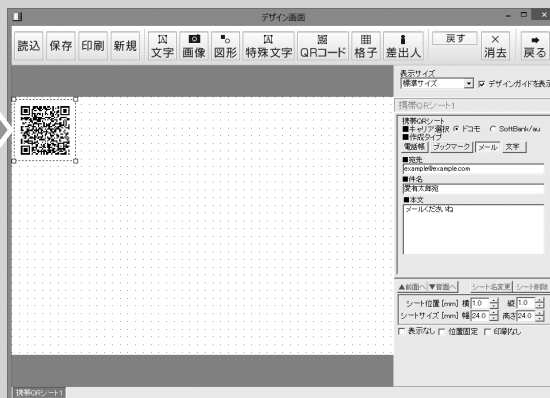 デザイン画面
読込 保存 印刷 新規 文字 画像 図形 特殊文字 QRコード 格子 差出人 戻す 消去 戻る
表示サイズ
標準サイズ デザインガイドを表示
携帯QRシート1
携帯QRシート
■キャリア選択 ドコモ SoftBank/au
■作成タイプ
電話帳 ブックマーク メール 文字
■宛先
example@example.com
■件名
愛有太郎宛
■本文
メールくださいね
▲前面へ ▼背面へ シート名変更 シート削除
シート位置 [mm] 横 1.0 縦 1.0
シートサイズ [mm] 幅 24.0 高さ 24.0
表示なし 位置固定 印刷なし
携帯QRシート1